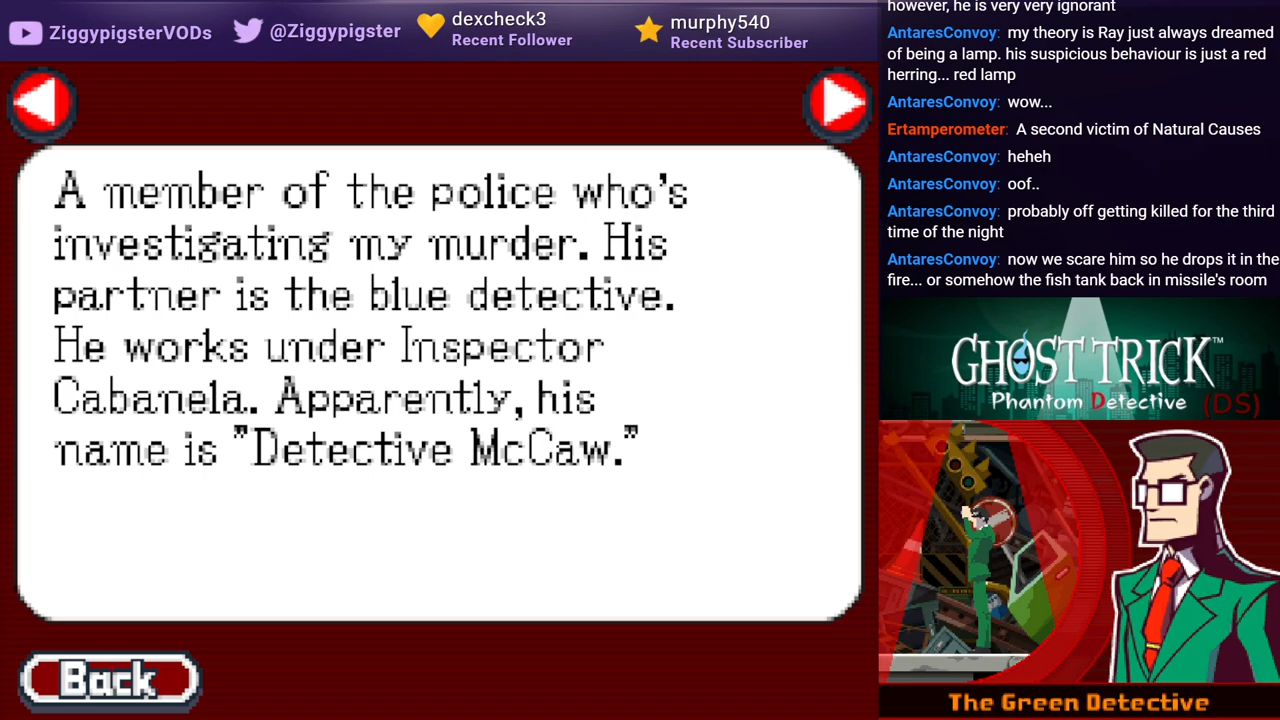 ZiggypigsterVODs
@Ziggypigster
dexcheck3
Recent Follower
murphy540
Recent Subscriber
A member of the police who's
investigating my murder. His
partner is the blue detective.
He works under Inspector
Cabanela. Apparently, his
name is "Detective McCaw."
Back
however, he is very very ignorant
AntaresConvoy: my theory is Ray just always dreamed
of being a lamp. his suspicious behaviour is just a red
herring... red lamp
AntaresConvoy: wow...
Ertamperometer: A second victim of Natural Causes
AntaresConvoy: heheh
AntaresConvoy: oof..
AntaresConvoy: probably off getting killed for the third
time of the night
AntaresConvoy: now we scare him so he drops it in the
fire... or somehow the fish tank back in missile's room
GHOST TRICK™
Phantom Detective (DS)
The Green Detective